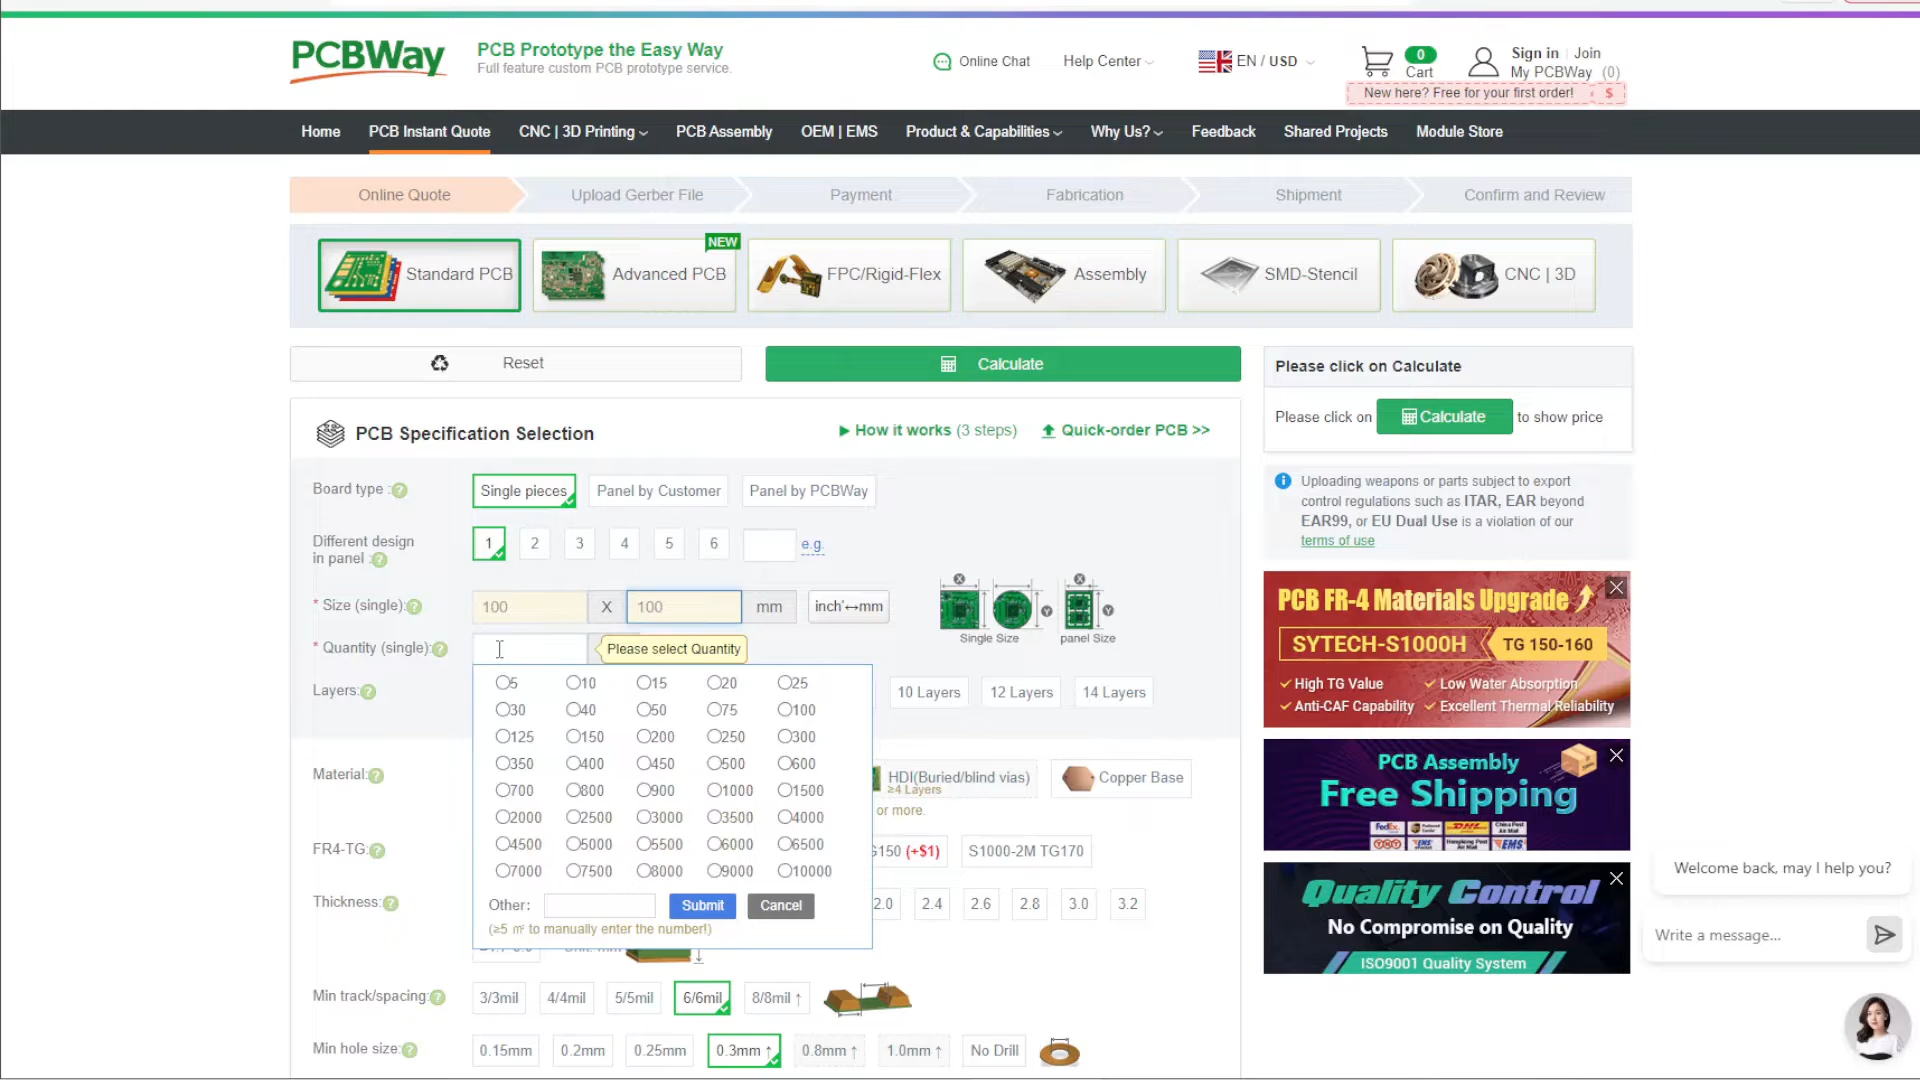 PCBWay
PCB Prototype the Easy Way
Full feature custom PCB prototype service.
Online Chat
Help Center
EN / USD
0
Cart
Sign in | Join
My PCBWay (0)
New here? Free for your first order! $
Home PCB Instant Quote CNC | 3D Printing PCB Assembly OEM | EMS Product & Capabilities Why Us? Feedback Shared Projects Module Store
Online Quote Upload Gerber File Payment Fabrication Shipment Confirm and Review
Standard PCB
NEW
Advanced PCB
FPC/Rigid-Flex
Assembly
SMD-Stencil
CNC | 3D
Reset
Calculate
Please click on Calculate
Please click on Calculate to show price
PCB Specification Selection
How it works (3 steps)
Quick-order PCB >>
Board type :? Single pieces Panel by Customer Panel by PCBWay
Different design
in panel :?
1 2 3 4 5 6 e.g.
* Size (single):? 100 X 100 mm inch'↔mm
X X
Y Y
Single Size panel Size
* Quantity (single):? Please select Quantity
Layers:? 10 Layers 12 Layers 14 Layers
5 10 15 20 25
30 40 50 75 100
125 150 200 250 300
350 400 450 500 600
700 800 900 1000 1500
2000 2500 3000 3500 4000
4500 5000 5500 6000 6500
7000 7500 8000 9000 10000
Other: Submit Cancel
(≥5 ㎡ to manually enter the number!)
Material:? HDI(Buried/blind vias)
≥4 Layers
Copper Base
or more.
FR4-TG:? 150 (+$1) S1000-2M TG170
Thickness:? 2.0 2.4 2.6 2.8 3.0 3.2
Min track/spacing:? 3/3mil 4/4mil 5/5mil 6/6mil 8/8mil ↑
Min hole size:? 0.15mm 0.2mm 0.25mm 0.3mm ↑ 0.8mm ↑ 1.0mm ↑ No Drill
Uploading weapons or parts subject to export
control regulations such as ITAR, EAR beyond
EAR99, or EU Dual Use is a violation of our
terms of use
PCB FR-4 Materials Upgrade
SYTECH-S1000H TG 150-160
High TG Value Low Water Absorption
Anti-CAF Capability Excellent Thermal Reliability
PCB Assembly
Free Shipping
FedEx DHL China Post Air Mail
TNT EMS Hongkong Post Air Mail EMS
Quality Control
No Compromise on Quality
ISO9001 Quality System
Welcome back, may I help you?
Write a message...